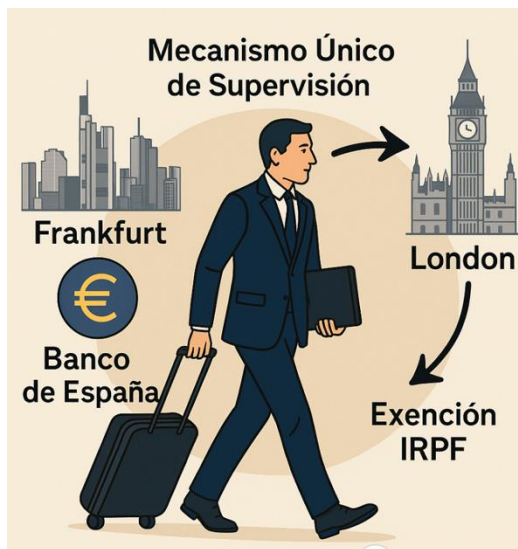 Mecanismo Único
de Supervisión
Frankfurt
London
€
Banco
de España
Exención
IRPF